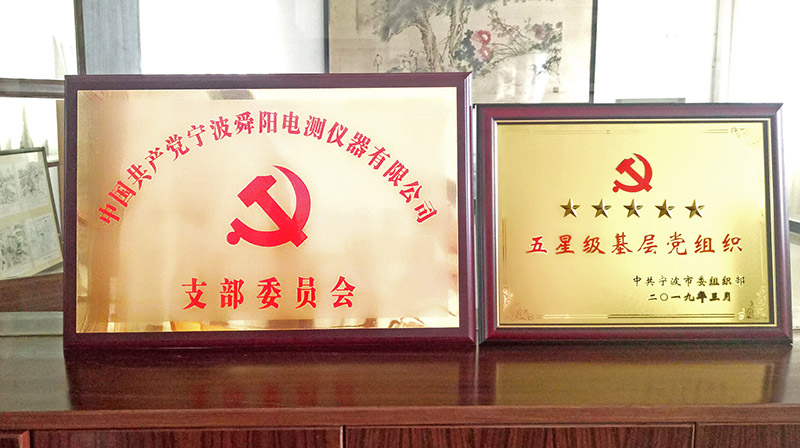 中国共产党宁波舜阳电测仪器有限公司
支部委员会
五星级基层党组织
中共宁波市委组织部
二〇一九年三月